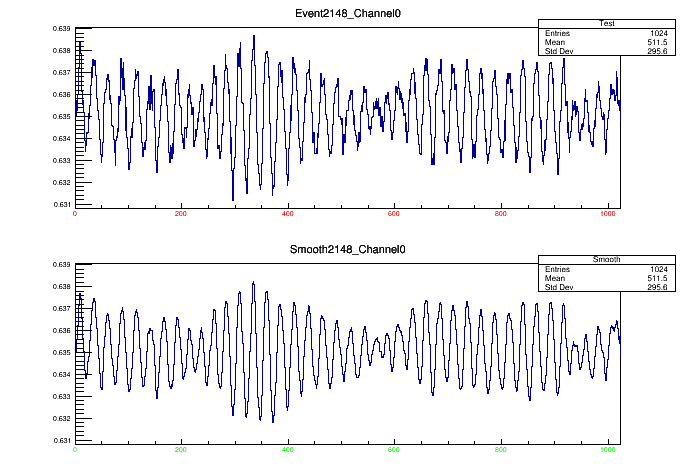 Event2148_Channel0
Test
Entries 1024
Mean 511.5
Std Dev 295.6
0.639
0.638
0.637
0.636
0.635
0.634
0.633
0.632
0.631
0 200 400 600 800 1000
Smooth2148_Channel0
Smooth
Entries 1024
Mean 511.5
Std Dev 295.6
0.639
0.638
0.637
0.636
0.635
0.634
0.633
0.632
0.631
0 200 400 600 800 1000